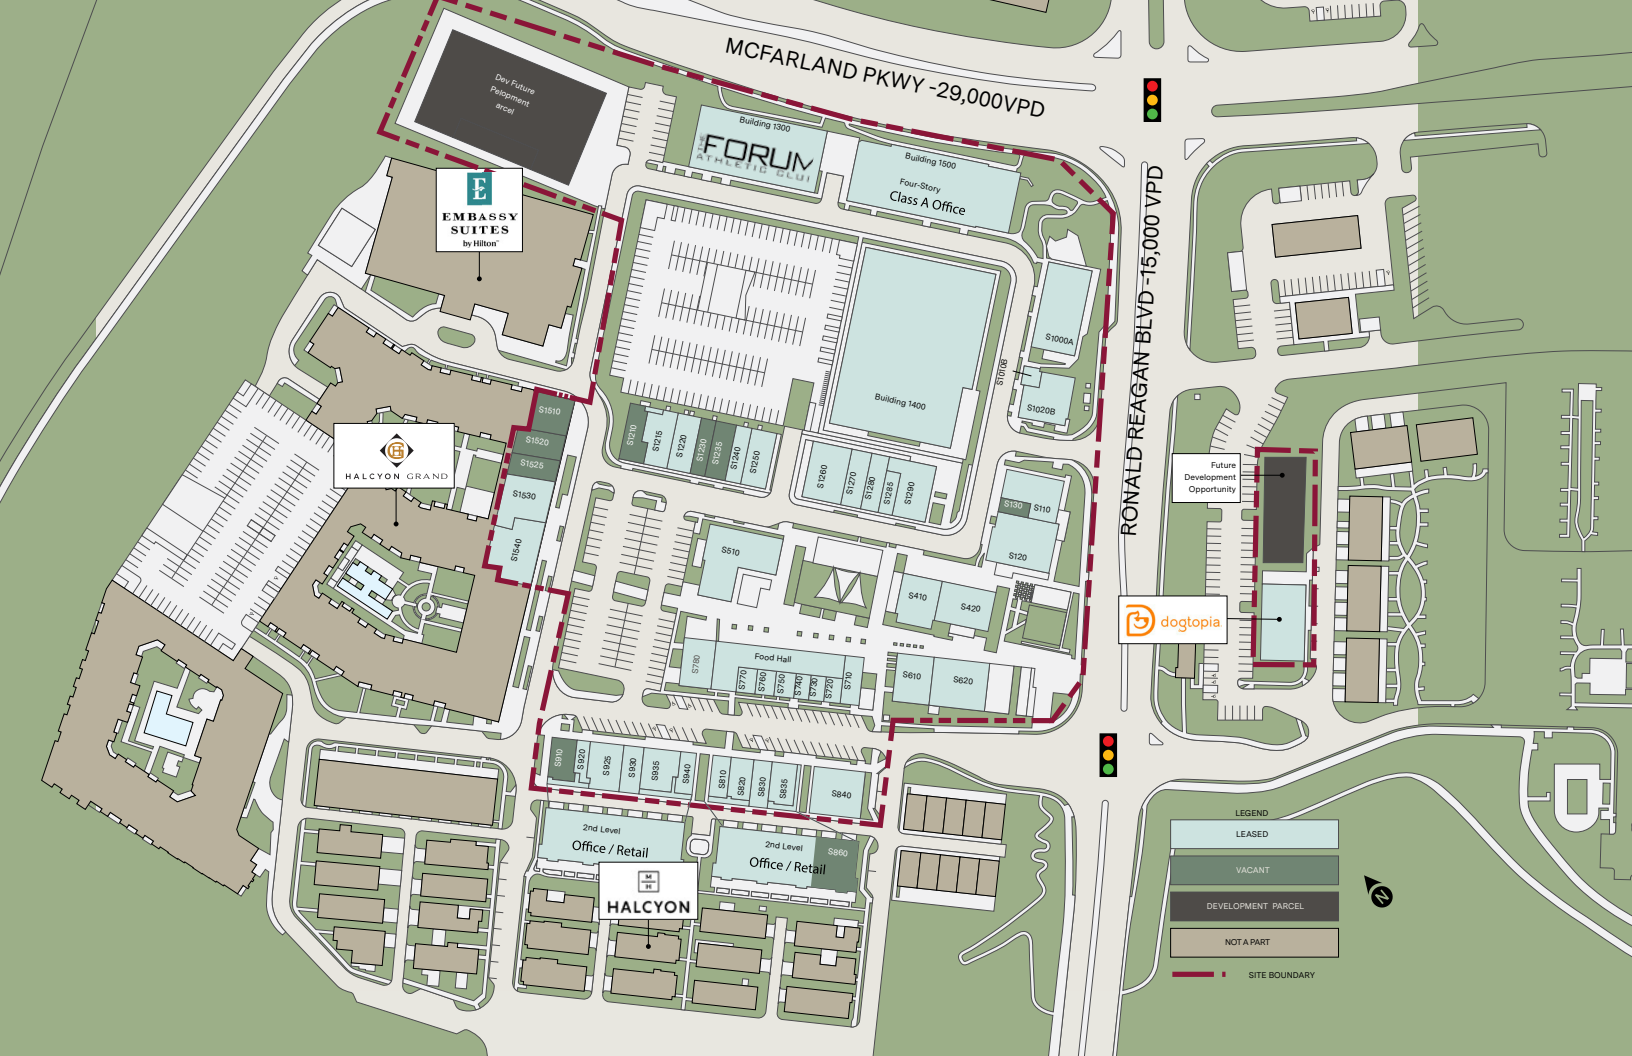 MCFARLAND PKWY -29,000VPD
Dev Future
Pelopment
arcel
Building 1300
THE
FORUM
ATHLETIC CLUB
Building 1500
Four-Story
Class A Office
E
EMBASSY
SUITES
by Hilton™
RONALD REAGAN BLVD -15,000 VPD
S1000A
S1010B
S1020B
Building 1400
S1510
S1520
S1525
S1530
S1540
S1210
S1215
S1220
S1230
S1235
S1240
S1250
S1260
S1270
S1280
S1285
S1290
GH
HALCYON GRAND
S130
S110
S120
Future
Development
Opportunity
S510
S410
S420
dogtopia
S780
Food Hall
S770
S760
S750
S740
S730
S720
S710
S610
S620
S910
S920
S925
S930
S935
S940
S810
S820
S830
S835
S840
2nd Level
Office / Retail
2nd Level
Office / Retail
S860
M
H
HALCYON
LEGEND
LEASED
VACANT
DEVELOPMENT PARCEL
NOT A PART
SITE BOUNDARY
N